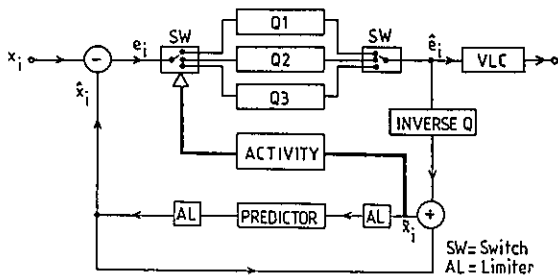 SW
Q1
SW
x_i
e_i
Q2
ê_i
VLC
x̂_i
Q3
INVERSE Q
ACTIVITY
AL
PREDICTOR
AL
x̃_i
SW= Switch
AL= Limiter